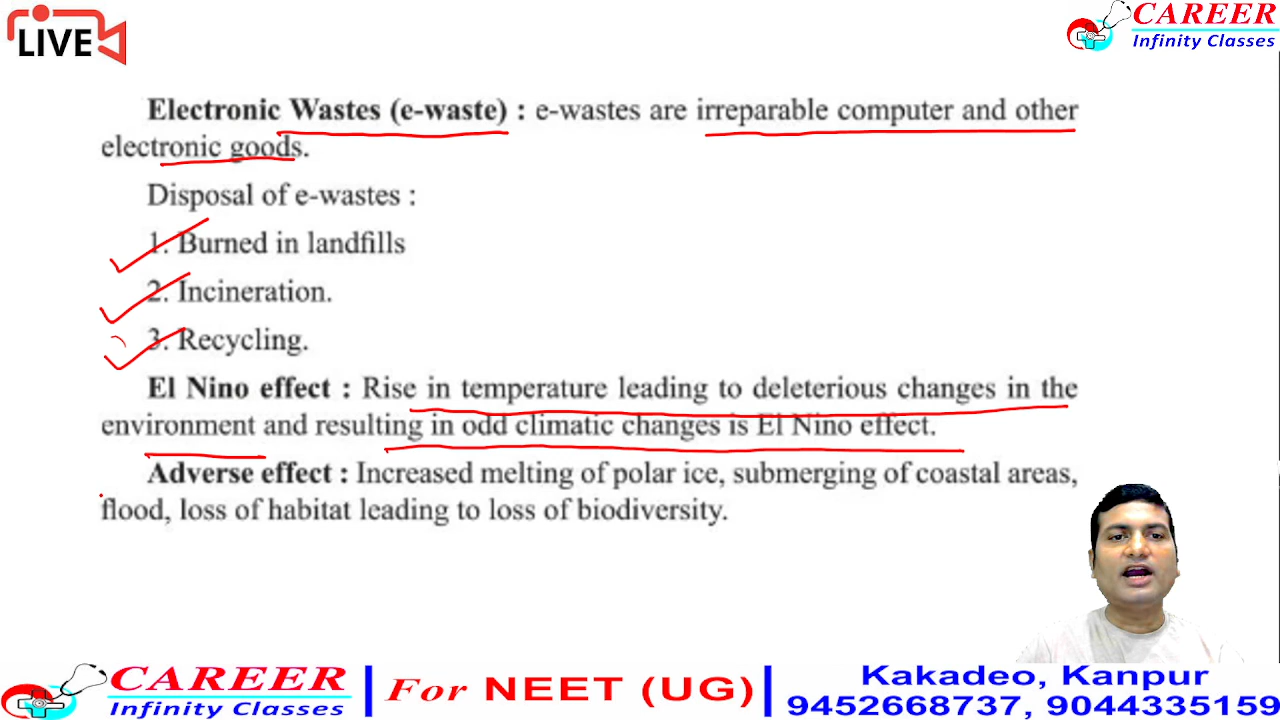 LIVE
CAREER
Infinity Classes
Electronic Wastes (e-waste) : e-wastes are irreparable computer and other
electronic goods.
Disposal of e-wastes :
1. Burned in landfills
2. Incineration.
3. Recycling.
El Nino effect : Rise in temperature leading to deleterious changes in the
environment and resulting in odd climatic changes is El Nino effect.
Adverse effect : Increased melting of polar ice, submerging of coastal areas,
flood, loss of habitat leading to loss of biodiversity.
CAREER
Infinity Classes
For NEET (UG)
Kakadeo, Kanpur
9452668737, 9044335159